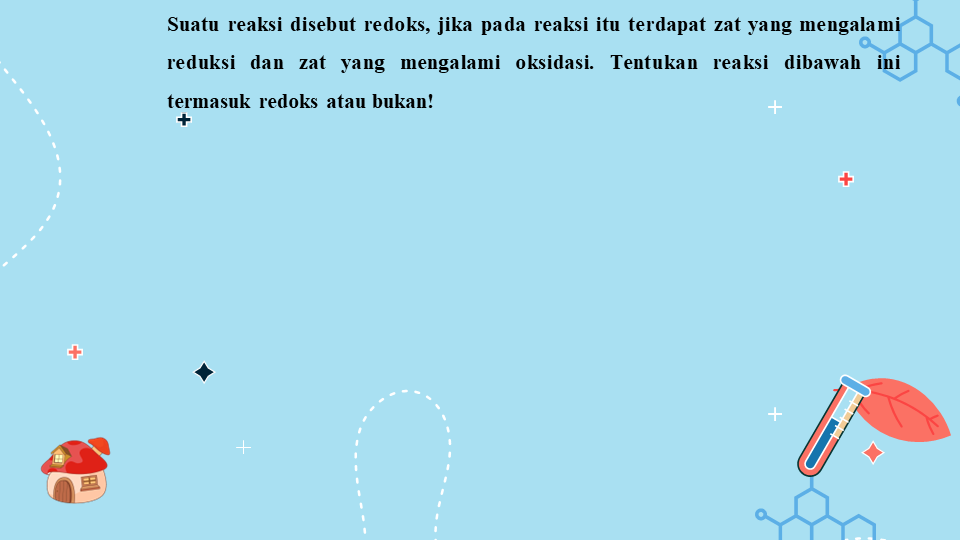 Suatu reaksi disebut redoks, jika pada reaksi itu terdapat zat yang mengalami
reduksi dan zat yang mengalami oksidasi. Tentukan reaksi dibawah ini
termasuk redoks atau bukan!